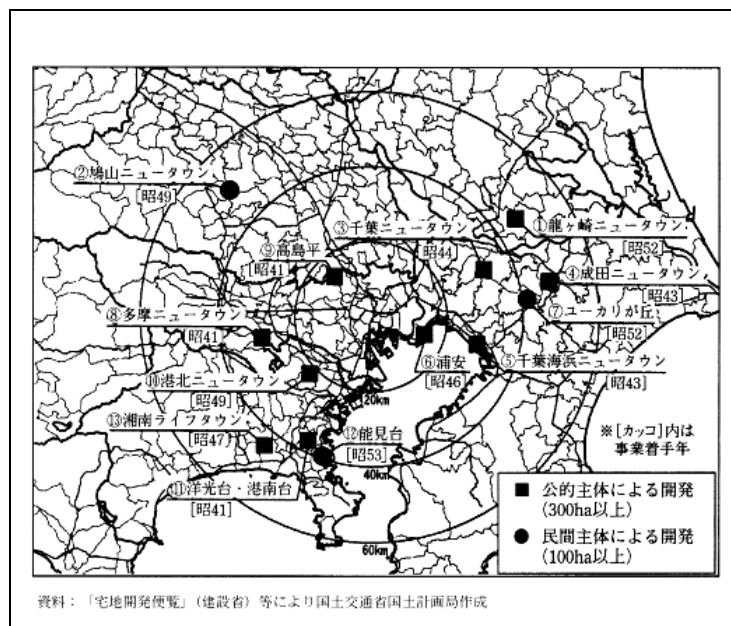 ②鳩山ニュータウン
[昭49]
③千葉ニュータウン
[昭44]
①龍ヶ崎ニュータウン
[昭52]
⑨高島平
[昭41]
④成田ニュータウン
[昭43]
⑧多摩ニュータウン
[昭41]
⑦ユーカリが丘
[昭52]
⑥浦安
[昭46]
⑤千葉海浜ニュータウン
[昭43]
⑩港北ニュータウン
[昭49]
20km
⑬湘南ライフタウン
[昭47]
⑫能見台
[昭53]
40km
※[カッコ]内は
事業着手年
⑪洋光台・港南台
[昭41]
60km
■ 公的主体による開発
(300ha以上)
● 民間主体による開発
(100ha以上)
資料：「宅地開発便覧」(建設省)等により国土交通省国土計画局作成